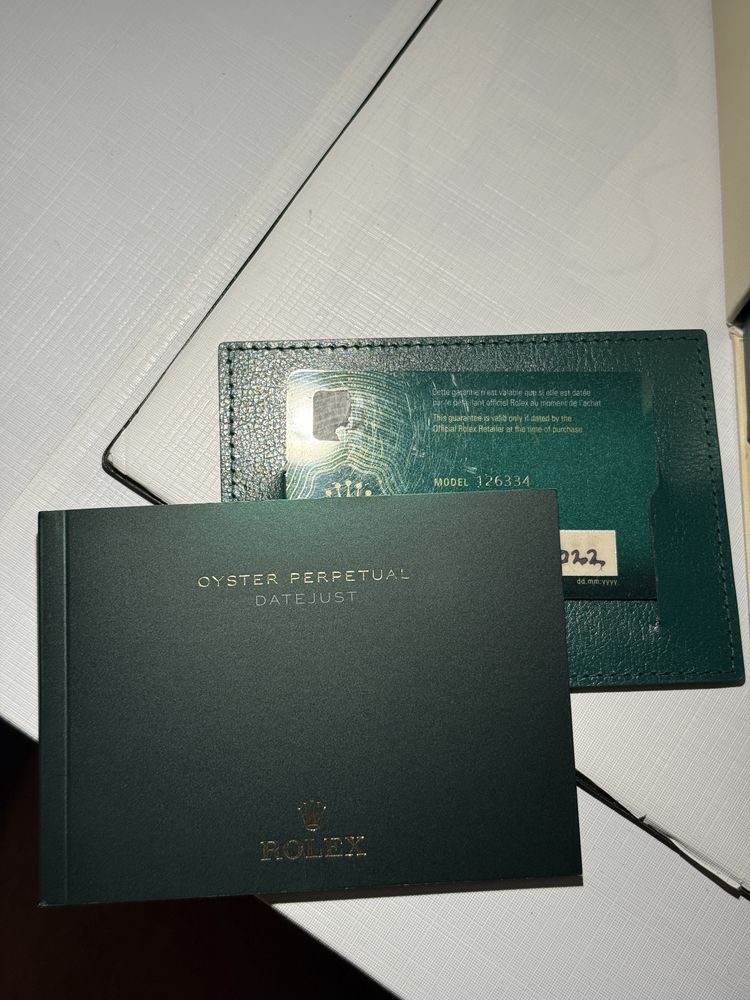 Cette garantie n'est valable que si elle est datée
par le détaillant officiel Rolex au moment de l'achat
This guarantee is valid only if dated by the
Official Rolex Retailer at the time of purchase
MODEL 126334
022
dd.mm.yyyy
OYSTER PERPETUAL
DATEJUST
ROLEX